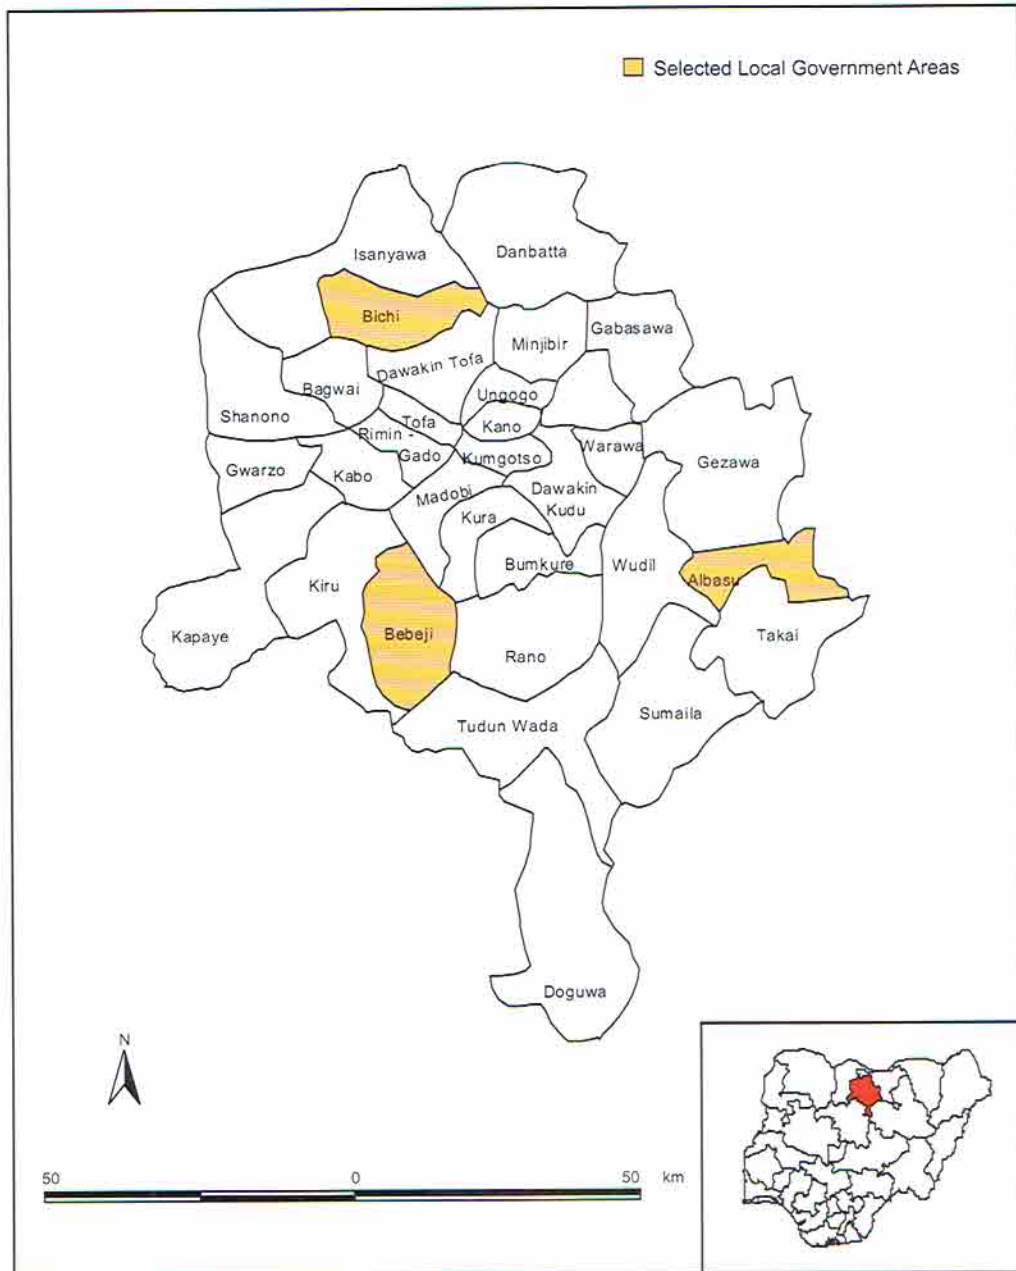 Selected Local Government Areas
Isanyawa
Danbatta
Bichi
Gabasawa
Minjibir
Dawakin Tofa
Bagwai
Ungogo
Shanono
Tofa
Kano
Rimin -
Gado
Warawa
Kumgotso
Gezawa
Gwarzo
Kabo
Madobi
Dawakin
Kudu
Kura
Bumkure
Wudil
Albasu
Kiru
Bebeji
Kapaye
Takai
Rano
Sumaila
Tudun Wada
Doguwa
N
50 0 50 km